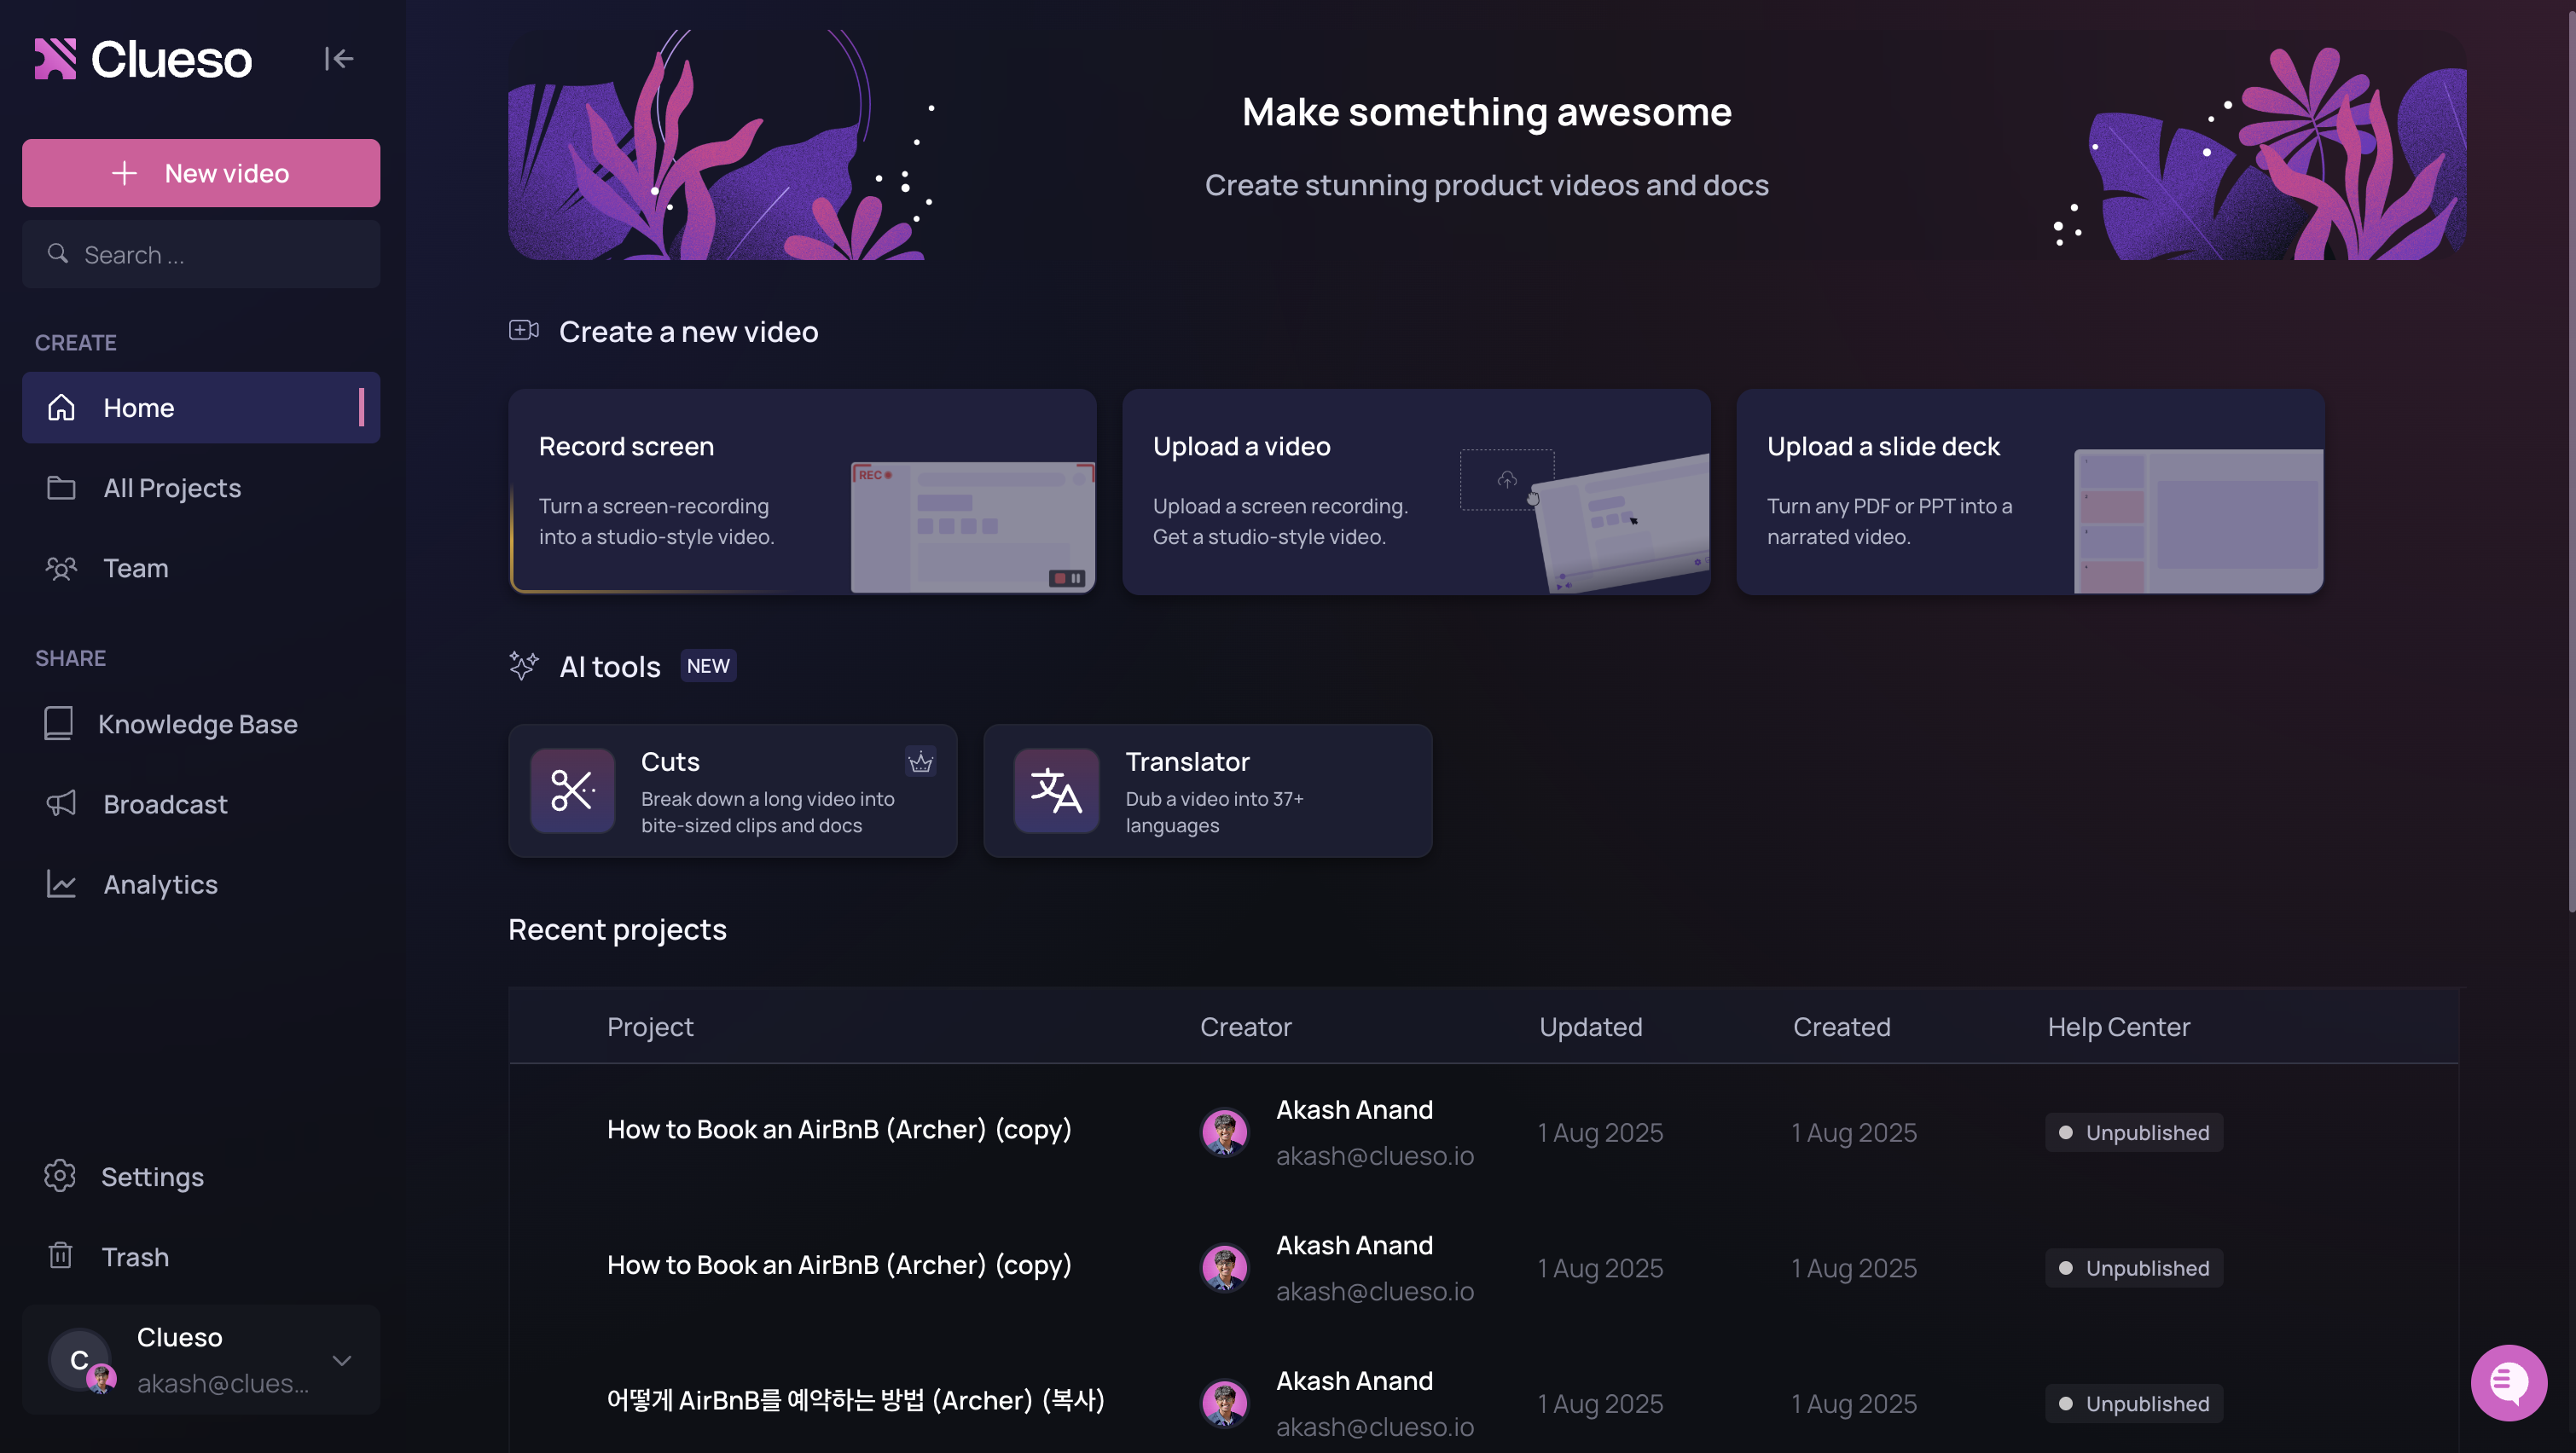 Clueso
New video
Search ...
CREATE
Home
All Projects
Team
SHARE
Knowledge Base
Broadcast
Analytics
Settings
Trash
C
Clueso
akash@clues...
Make something awesome
Create stunning product videos and docs
Create a new video
Record screen
Turn a screen-recording
into a studio-style video.
REC
Upload a video
Upload a screen recording.
Get a studio-style video.
Upload a slide deck
Turn any PDF or PPT into a
narrated video.
AI tools NEW
Cuts
Break down a long video into
bite-sized clips and docs
Translator
Dub a video into 37+
languages
Recent projects
Project Creator Updated Created Help Center
How to Book an AirBnB (Archer) (copy) Akash Anand akash@clueso.io 1 Aug 2025 1 Aug 2025 Unpublished
How to Book an AirBnB (Archer) (copy) Akash Anand akash@clueso.io 1 Aug 2025 1 Aug 2025 Unpublished
어떻게 AirBnB를 예약하는 방법 (Archer) (복사) Akash Anand akash@clueso.io 1 Aug 2025 1 Aug 2025 Unpublished